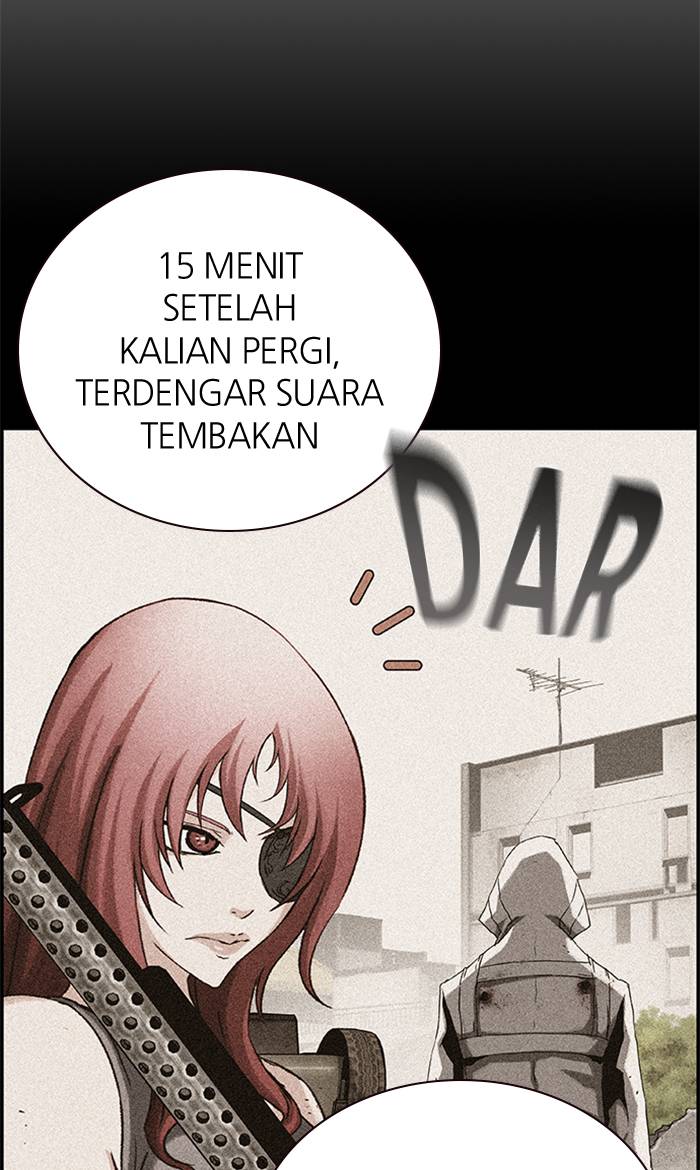 15 MENIT
SETELAH
KALIAN PERGI,
TERDENGAR SUARA
TEMBAKAN
DAR